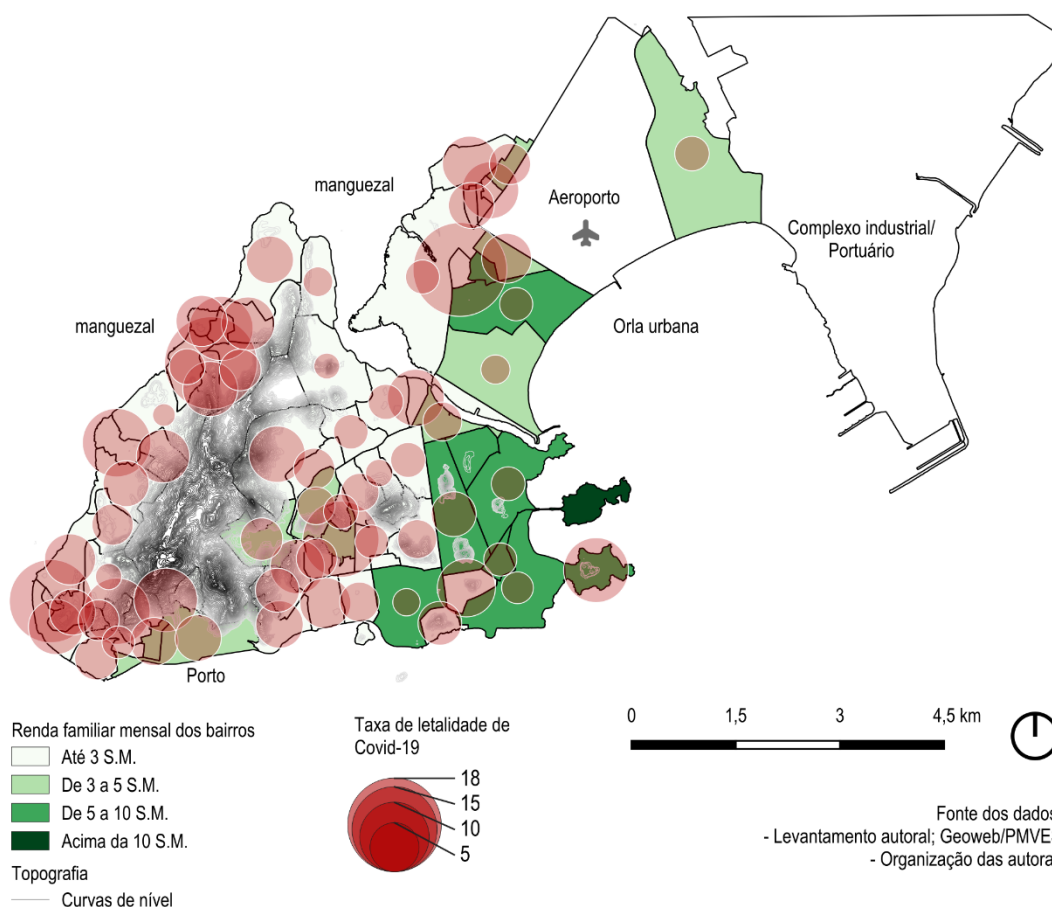 manguezal
Aeroporto
Complexo industrial/
Portuário
manguezal
Orla urbana
Porto
Renda familiar mensal dos bairros
Até 3 S.M.
De 3 a 5 S.M.
De 5 a 10 S.M.
Acima da 10 S.M.
Topografia
Curvas de nível
Taxa de letalidade de
Covid-19
18
15
10
5
0 1,5 3 4,5 km
Fonte dos dados
- Levantamento autoral; Geoweb/PMVE
- Organização das autora